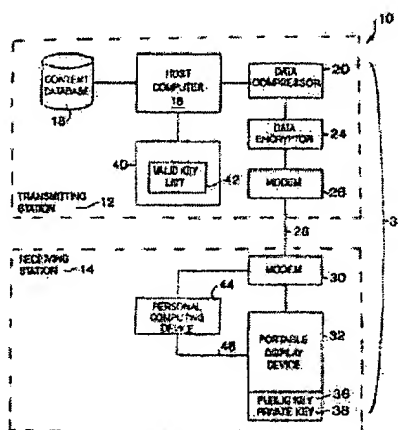 10
CONTENT DATABASE
18
HOST COMPUTER
16
DATA COMPRESSOR
20
DATA ENCRYPTOR
24
40
VALID KEY LIST
42
MODEM
26
TRANSMITTING STATION
12
28
RECEIVING STATION
14
MODEM
30
44
PERSONAL COMPUTING DEVICE
PORTABLE DISPLAY DEVICE
32
46
PUBLIC KEY
36
PRIVATE KEY
38